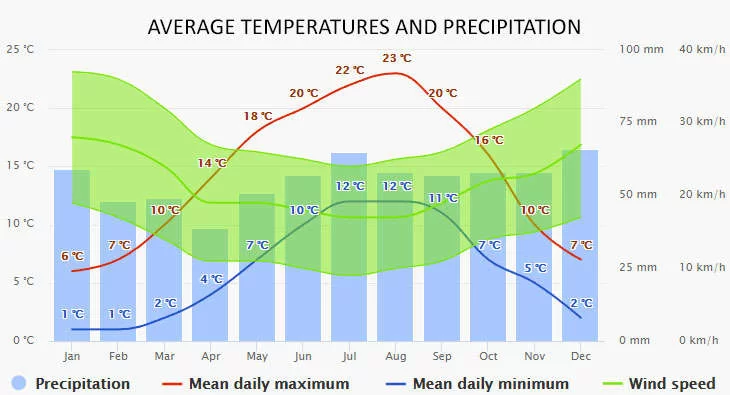 AVERAGE TEMPERATURES AND PRECIPITATION
25 °C 100 mm 40 km/h
23 °C
22 °C
20 °C 20 °C
18 °C
20 °C 75 mm 30 km/h
16 °C
14 °C
15 °C 50 mm 20 km/h
12 °C 12 °C
11 °C
10 °C 10 °C 10 °C
10 °C 25 mm 10 km/h
6 °C 7 °C 7 °C 7 °C 7 °C
5 °C
4 °C
5 °C
2 °C 2 °C
1 °C 1 °C
0 °C 0 mm 0 km/h
Jan Feb Mar Apr May Jun Jul Aug Sep Oct Nov Dec
Precipitation Mean daily maximum Mean daily minimum Wind speed